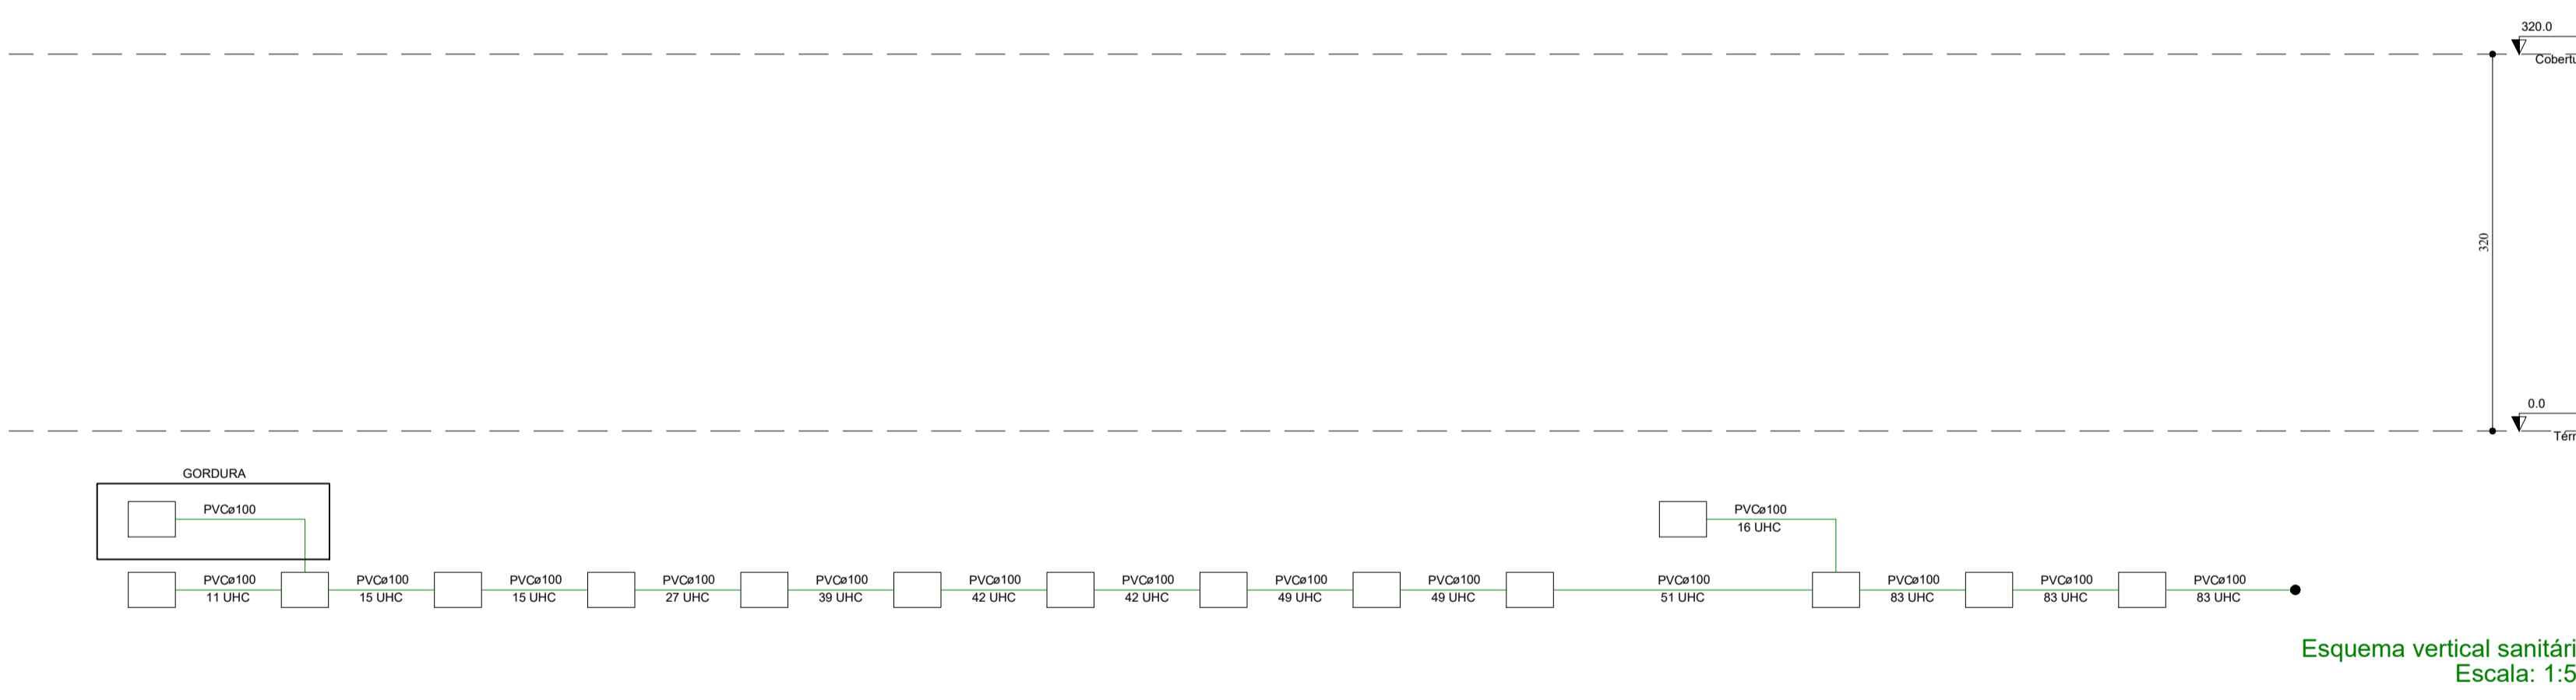 320.0
Cobertu
320
0.0
Térr
GORDURA
PVCø100
PVCø100
16 UHC
PVCø100
11 UHC
PVCø100
15 UHC
PVCø100
15 UHC
PVCø100
27 UHC
PVCø100
39 UHC
PVCø100
42 UHC
PVCø100
42 UHC
PVCø100
49 UHC
PVCø100
49 UHC
PVCø100
51 UHC
PVCø100
83 UHC
PVCø100
83 UHC
PVCø100
83 UHC
Esquema vertical sanitári
Escala: 1:5